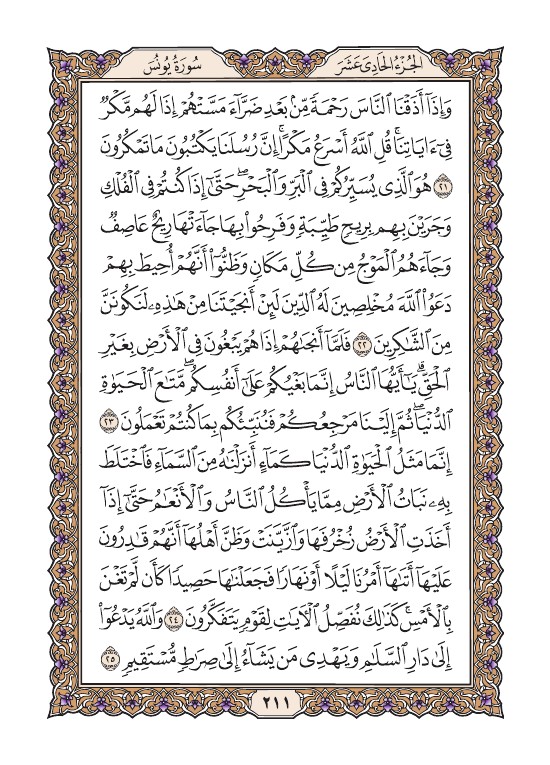 سُورَةُ يُونُسَ
الجُزْءُ الحَادِي عَشَرَ
وَإِذَآ أَذَقْنَا ٱلنَّاسَ رَحْمَةً مِّنۢ بَعْدِ ضَرَّآءَ مَسَّتْهُمْ إِذَا لَهُم مَّكْرٌ
فِىٓ ءَايَاتِنَا ۚ قُلِ ٱللَّهُ أَسْرَعُ مَكْرًا ۚ إِنَّ رُسُلَنَا يَكْتُبُونَ مَا تَمْكُرُونَ
٢١ هُوَ ٱلَّذِى يُسَيِّرُكُمْ فِى ٱلْبَرِّ وَٱلْبَحْرِ ۖ حَتَّىٰٓ إِذَا كُنتُمْ فِى ٱلْفُلْكِ
وَجَرَيْنَ بِهِم بِرِيحٍ طَيِّبَةٍ وَفَرِحُوا۟ بِهَا جَآءَتْهَا رِيحٌ عَاصِفٌ
وَجَآءَهُمُ ٱلْمَوْجُ مِن كُلِّ مَكَانٍ وَظَنُّوٓا۟ أَنَّهُمْ أُحِيطَ بِهِمْ
دَعَوُا۟ ٱللَّهَ مُخْلِصِينَ لَهُ ٱلدِّينَ لَئِنْ أَنجَيْتَنَا مِنْ هَٰذِهِۦ لَنَكُونَنَّ
مِنَ ٱلشَّٰكِرِينَ ٢٢ فَلَمَّآ أَنجَىٰهُمْ إِذَا هُمْ يَبْغُونَ فِى ٱلْأَرْضِ بِغَيْرِ
ٱلْحَقِّ ۗ يَٰٓأَيُّهَا ٱلنَّاسُ إِنَّمَا بَغْيُكُمْ عَلَىٰٓ أَنفُسِكُم ۖ مَّتَٰعَ ٱلْحَيَوٰةِ
ٱلدُّنْيَا ۖ ثُمَّ إِلَيْنَا مَرْجِعُكُمْ فَنُنَبِّئُكُم بِمَا كُنتُمْ تَعْمَلُونَ ٢٣
إِنَّمَا مَثَلُ ٱلْحَيَوٰةِ ٱلدُّنْيَا كَمَآءٍ أَنزَلْنَٰهُ مِنَ ٱلسَّمَآءِ فَٱخْتَلَطَ
بِهِۦ نَبَاتُ ٱلْأَرْضِ مِمَّا يَأْكُلُ ٱلنَّاسُ وَٱلْأَنْعَٰمُ حَتَّىٰٓ إِذَآ
أَخَذَتِ ٱلْأَرْضُ زُخْرُفَهَا وَٱزَّيَّنَتْ وَظَنَّ أَهْلُهَآ أَنَّهُمْ قَٰدِرُونَ
عَلَيْهَآ أَتَىٰهَآ أَمْرُنَا لَيْلًا أَوْ نَهَارًا فَجَعَلْنَٰهَا حَصِيدًا كَأَن لَّمْ تَغْنَ
بِٱلْأَمْسِ ۚ كَذَٰلِكَ نُفَصِّلُ ٱلْءَايَٰتِ لِقَوْمٍ يَتَفَكَّرُونَ ٢٤ وَٱللَّهُ يَدْعُوٓا۟
إِلَىٰ دَارِ ٱلسَّلَٰمِ وَيَهْدِى مَن يَشَآءُ إِلَىٰ صِرَٰطٍ مُّسْتَقِيمٍ ٢٥
٢١١